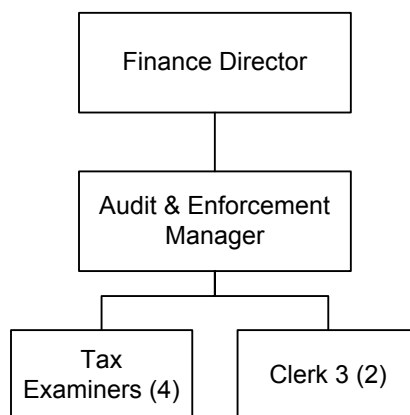 Finance Director
Audit & Enforcement
Manager
Tax
Examiners (4)
Clerk 3 (2)